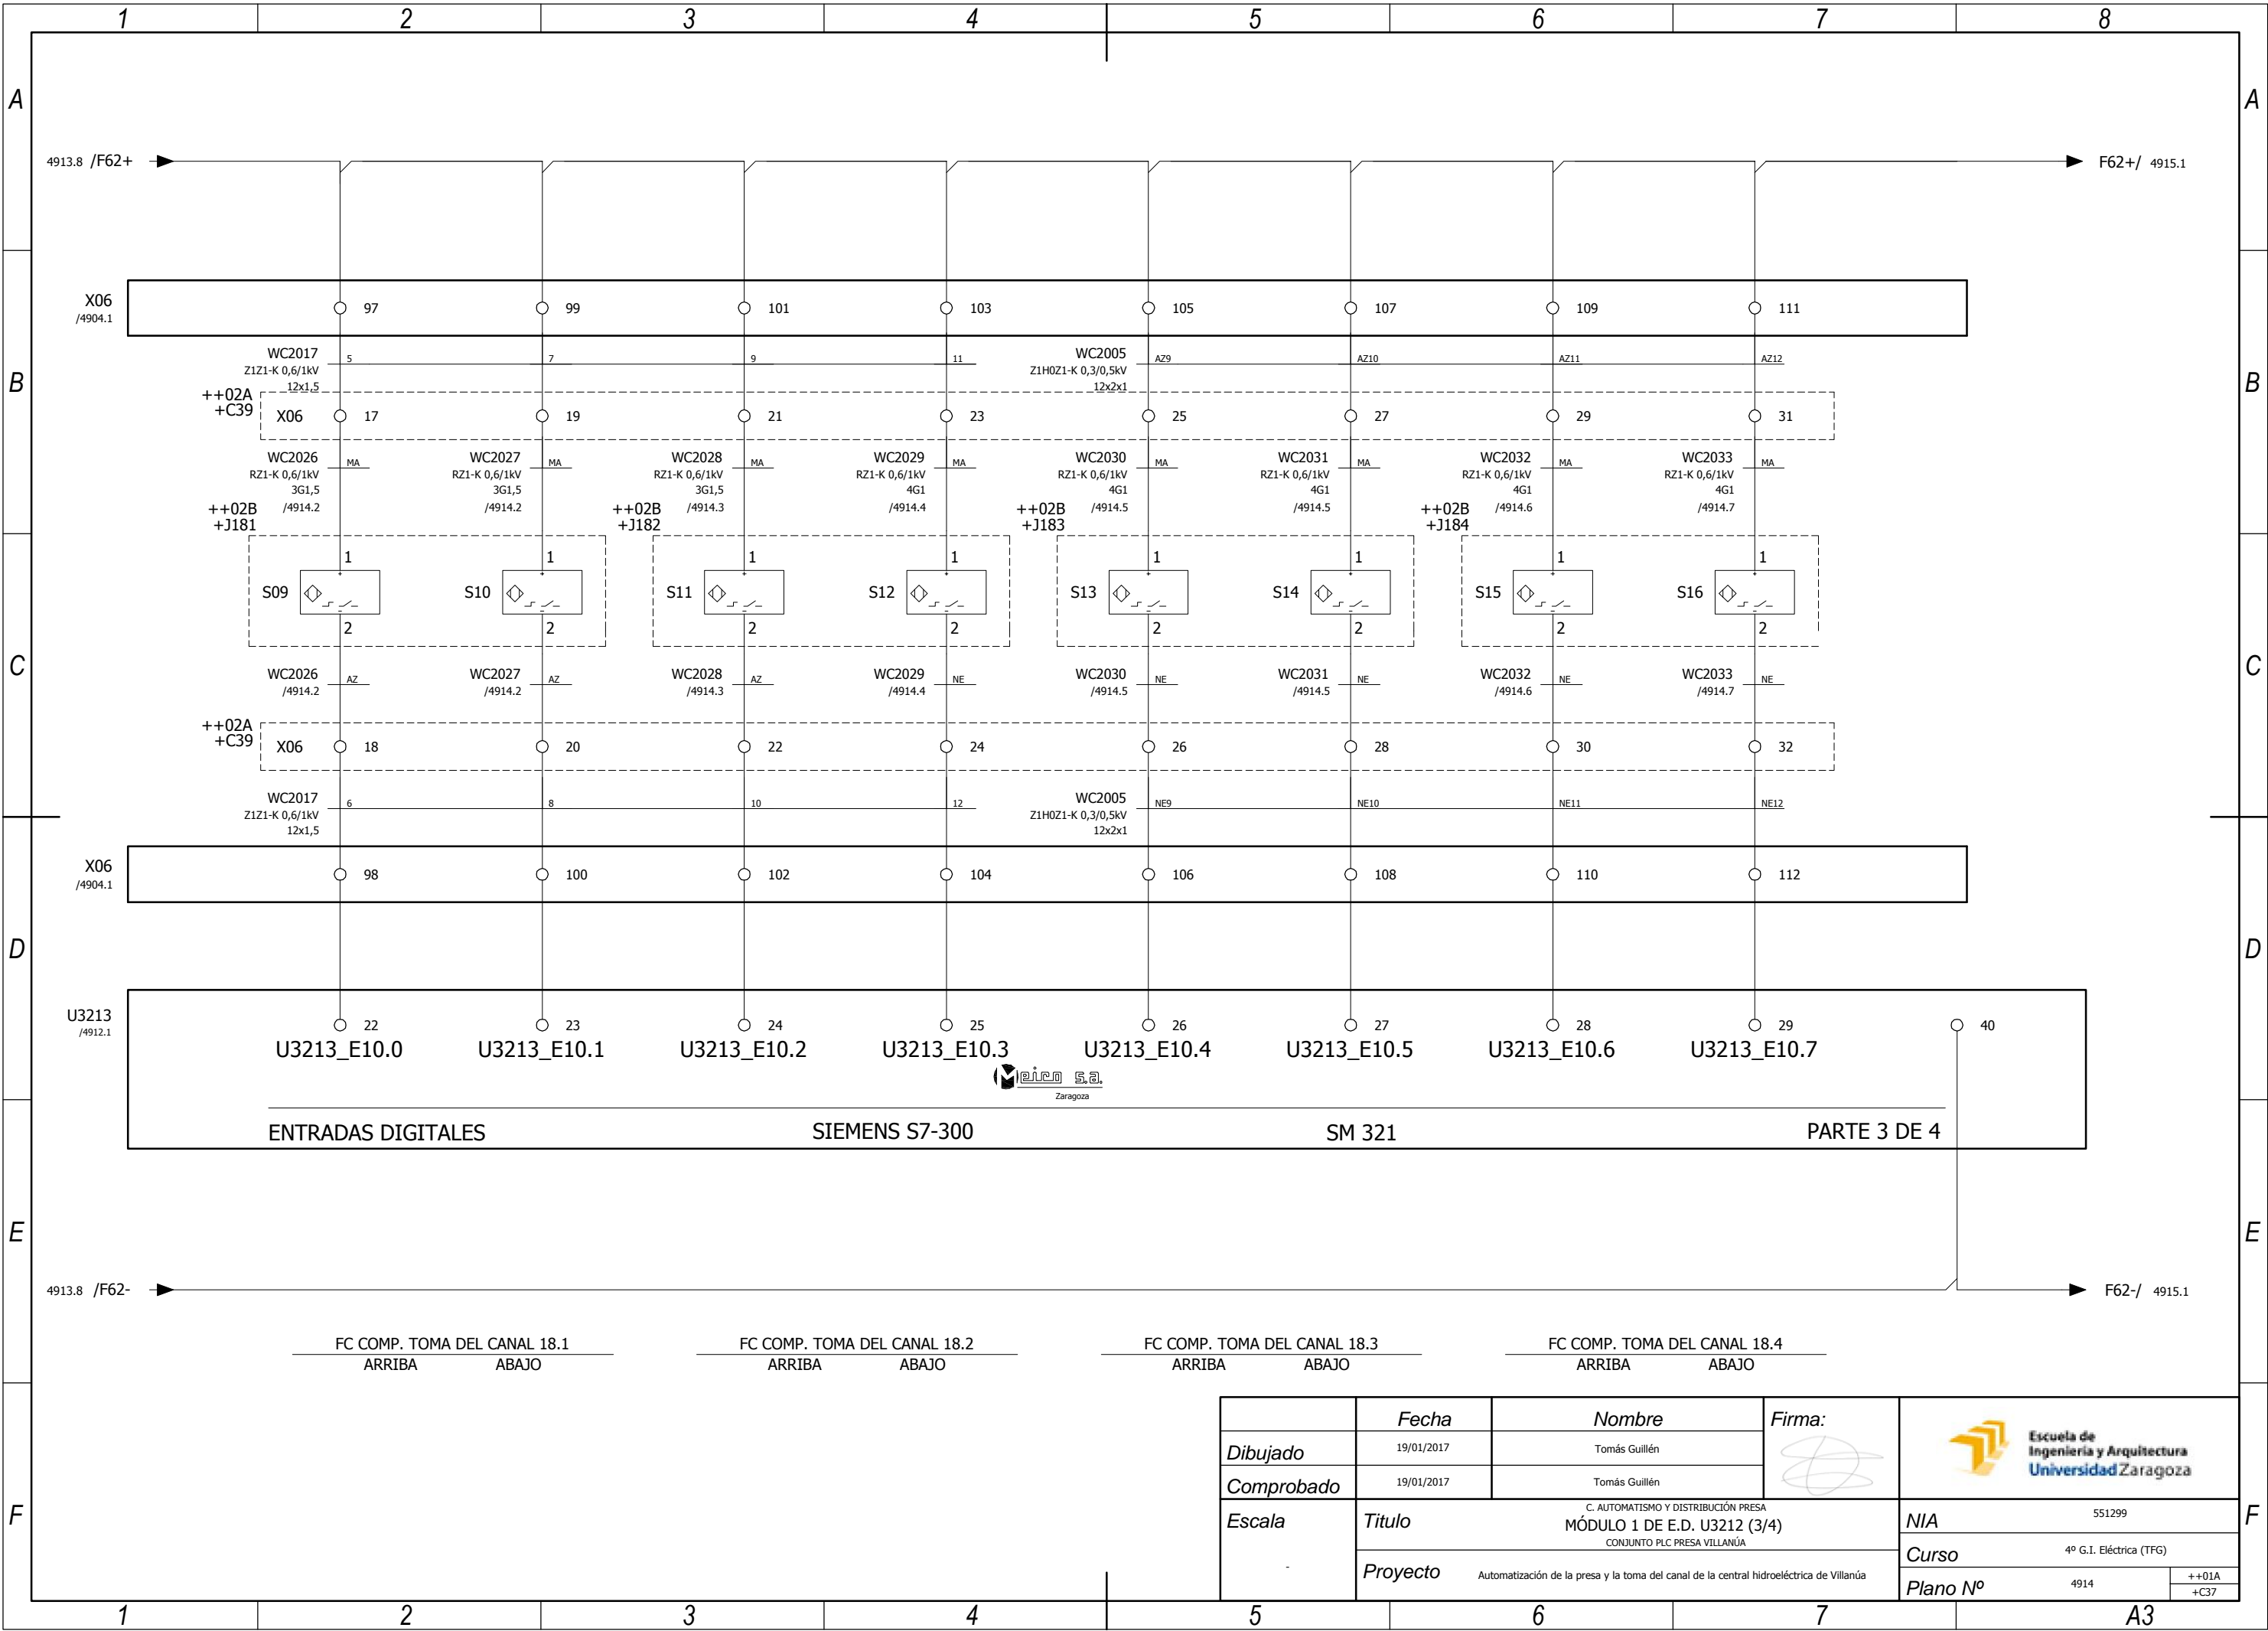 1 2 3 4 5 6 7 8
A A
4913.8 /F62+ F62+/ 4915.1
X06
/4904.1
97 99 101 103 105 107 109 111
B B
WC2017 5 7 9 11 WC2005 AZ9 AZ10 AZ11 AZ12
Z1Z1-K 0,6/1kV Z1H0Z1-K 0,3/0,5kV
12x1,5 12x2x1
++02A
+C39
X06 17 19 21 23 25 27 29 31
WC2026 MA WC2027 MA WC2028 MA WC2029 MA WC2030 MA WC2031 MA WC2032 MA WC2033 MA
RZ1-K 0,6/1kV RZ1-K 0,6/1kV RZ1-K 0,6/1kV RZ1-K 0,6/1kV RZ1-K 0,6/1kV RZ1-K 0,6/1kV RZ1-K 0,6/1kV RZ1-K 0,6/1kV
3G1,5 3G1,5 3G1,5 4G1 4G1 4G1 4G1 4G1
/4914.2 /4914.2 /4914.3 /4914.4 /4914.5 /4914.5 /4914.6 /4914.7
++02B ++02B ++02B ++02B
+J181 +J182 +J183 +J184
1 1 1 1 1 1 1 1
S09 S10 S11 S12 S13 S14 S15 S16
2 2 2 2 2 2 2 2
C C
WC2026 AZ WC2027 AZ WC2028 AZ WC2029 NE WC2030 NE WC2031 NE WC2032 NE WC2033 NE
/4914.2 /4914.2 /4914.3 /4914.4 /4914.5 /4914.5 /4914.6 /4914.7
++02A
+C39
X06 18 20 22 24 26 28 30 32
WC2017 6 8 10 12 WC2005 NE9 NE10 NE11 NE12
Z1Z1-K 0,6/1kV Z1H0Z1-K 0,3/0,5kV
12x1,5 12x2x1
X06
/4904.1
98 100 102 104 106 108 110 112
D D
U3213
/4912.1
22 23 24 25 26 27 28 29 40
U3213_E10.0 U3213_E10.1 U3213_E10.2 U3213_E10.3 U3213_E10.4 U3213_E10.5 U3213_E10.6 U3213_E10.7
Meico s.a.
Zaragoza
ENTRADAS DIGITALES SIEMENS S7-300 SM 321 PARTE 3 DE 4
E E
4913.8 /F62- F62-/ 4915.1
FC COMP. TOMA DEL CANAL 18.1 FC COMP. TOMA DEL CANAL 18.2 FC COMP. TOMA DEL CANAL 18.3 FC COMP. TOMA DEL CANAL 18.4
ARRIBA ABAJO ARRIBA ABAJO ARRIBA ABAJO ARRIBA ABAJO
F F
Fecha Nombre Firma:
Dibujado 19/01/2017 Tomás Guillén
Comprobado 19/01/2017 Tomás Guillén
Escuela de
Ingeniería y Arquitectura
Universidad Zaragoza
Escala
-
Titulo
C. AUTOMATISMO Y DISTRIBUCIÓN PRESA
MÓDULO 1 DE E.D. U3212 (3/4)
CONJUNTO PLC PRESA VILLANÚA
Proyecto Automatización de la presa y la toma del canal de la central hidroeléctrica de Villanúa
NIA 551299
Curso 4º G.I. Eléctrica (TFG)
Plano Nº 4914 ++01A
+C37
1 2 3 4 5 6 7 A3